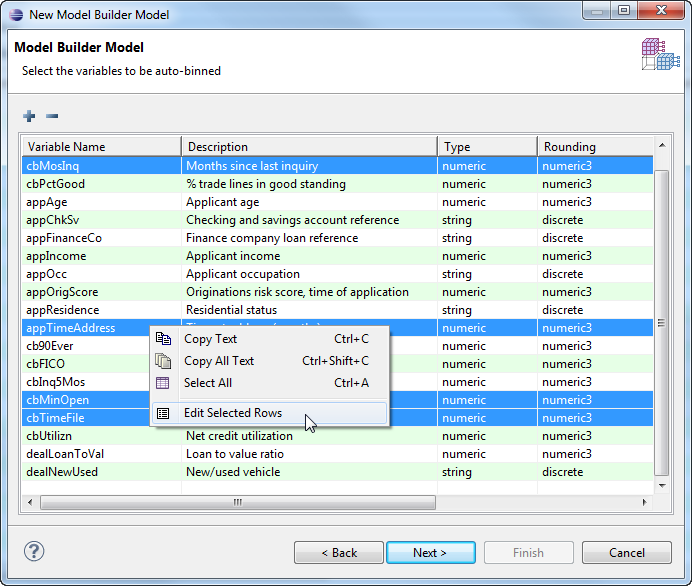 New Model Builder Model
Model Builder Model
Select the variables to be auto-binned
Variable Name Description Type Rounding
cbMosInq Months since last inquiry numeric numeric3
cbPctGood % trade lines in good standing numeric numeric3
appAge Applicant age numeric numeric3
appChkSv Checking and savings account reference string discrete
appFinanceCo Finance company loan reference string discrete
appIncome Applicant income numeric numeric3
appOcc Applicant occupation string discrete
appOrigScore Originations risk score, time of application numeric numeric3
appResidence Residential status string discrete
appTimeAddress numeric numeric3
cb90Ever Copy Text Ctrl+C numeric numeric3
cbFICO Copy All Text Ctrl+Shift+C numeric numeric3
cbInq5Mos Select All Ctrl+A numeric numeric3
cbMinOpen numeric numeric3
cbTimeFile Edit Selected Rows numeric numeric3
cbUtilizn Net credit utilization numeric numeric3
dealLoanToVal Loan to value ratio numeric numeric3
dealNewUsed New/used vehicle string discrete
? < Back Next > Finish Cancel